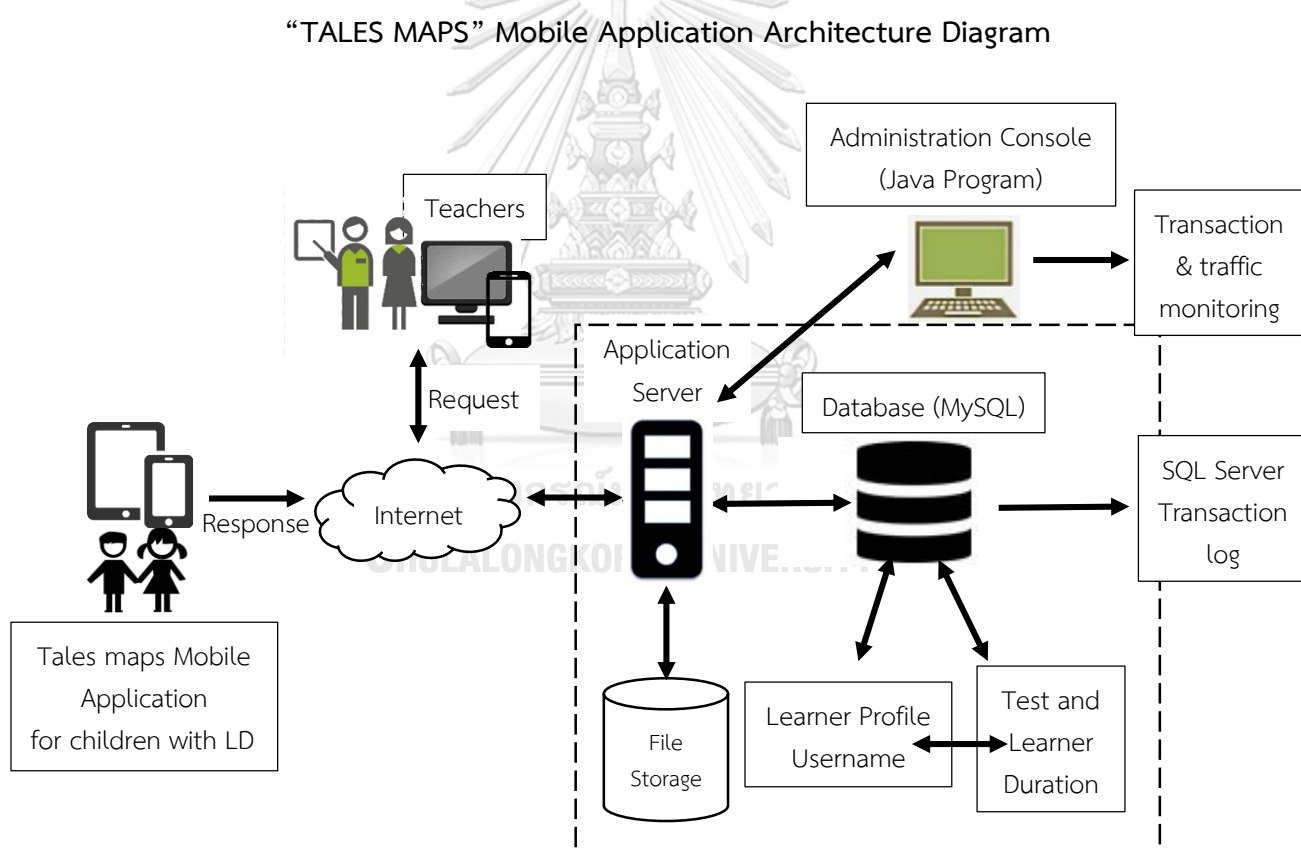 “TALES MAPS” Mobile Application Architecture Diagram
Administration Console
(Java Program)
Teachers
Transaction
& traffic
monitoring
Application
Server
Request
Database (MySQL)
SQL Server
Transaction
log
Internet
Response
Tales maps Mobile
Application
for children with LD
File
Storage
Learner Profile
Username
Test and
Learner
Duration